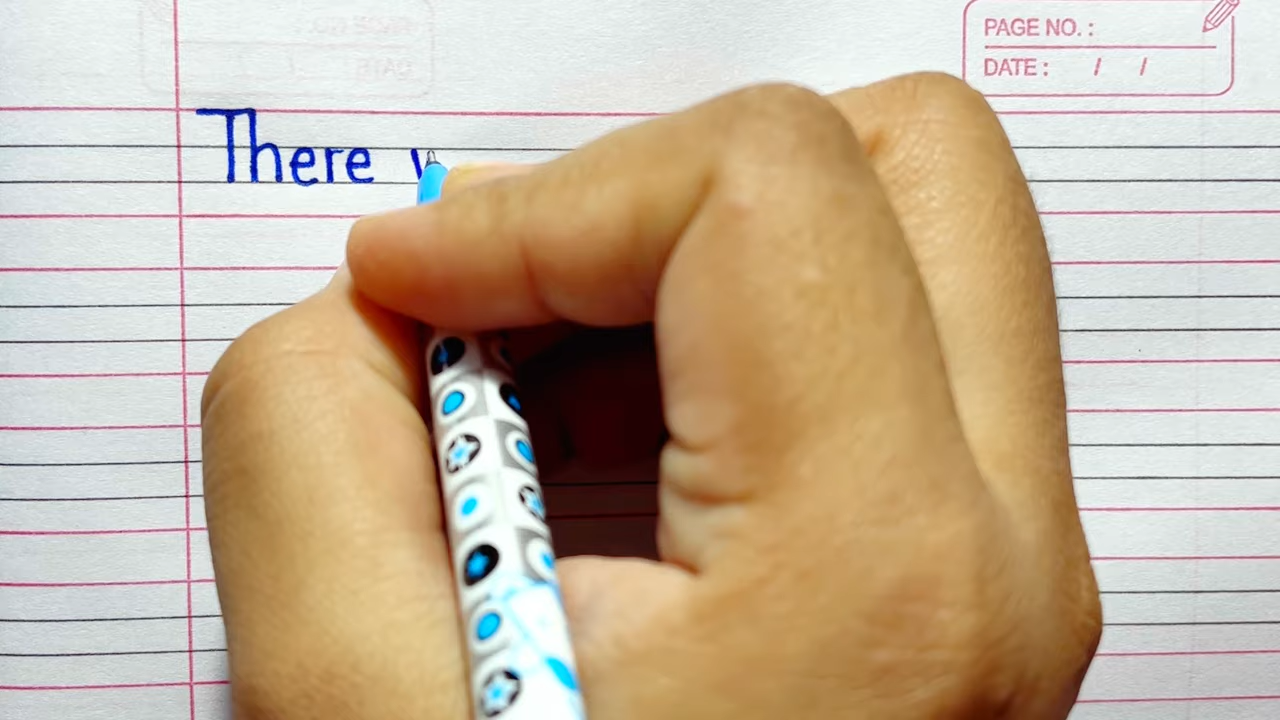 PAGE NO. :
DATE : / /
There